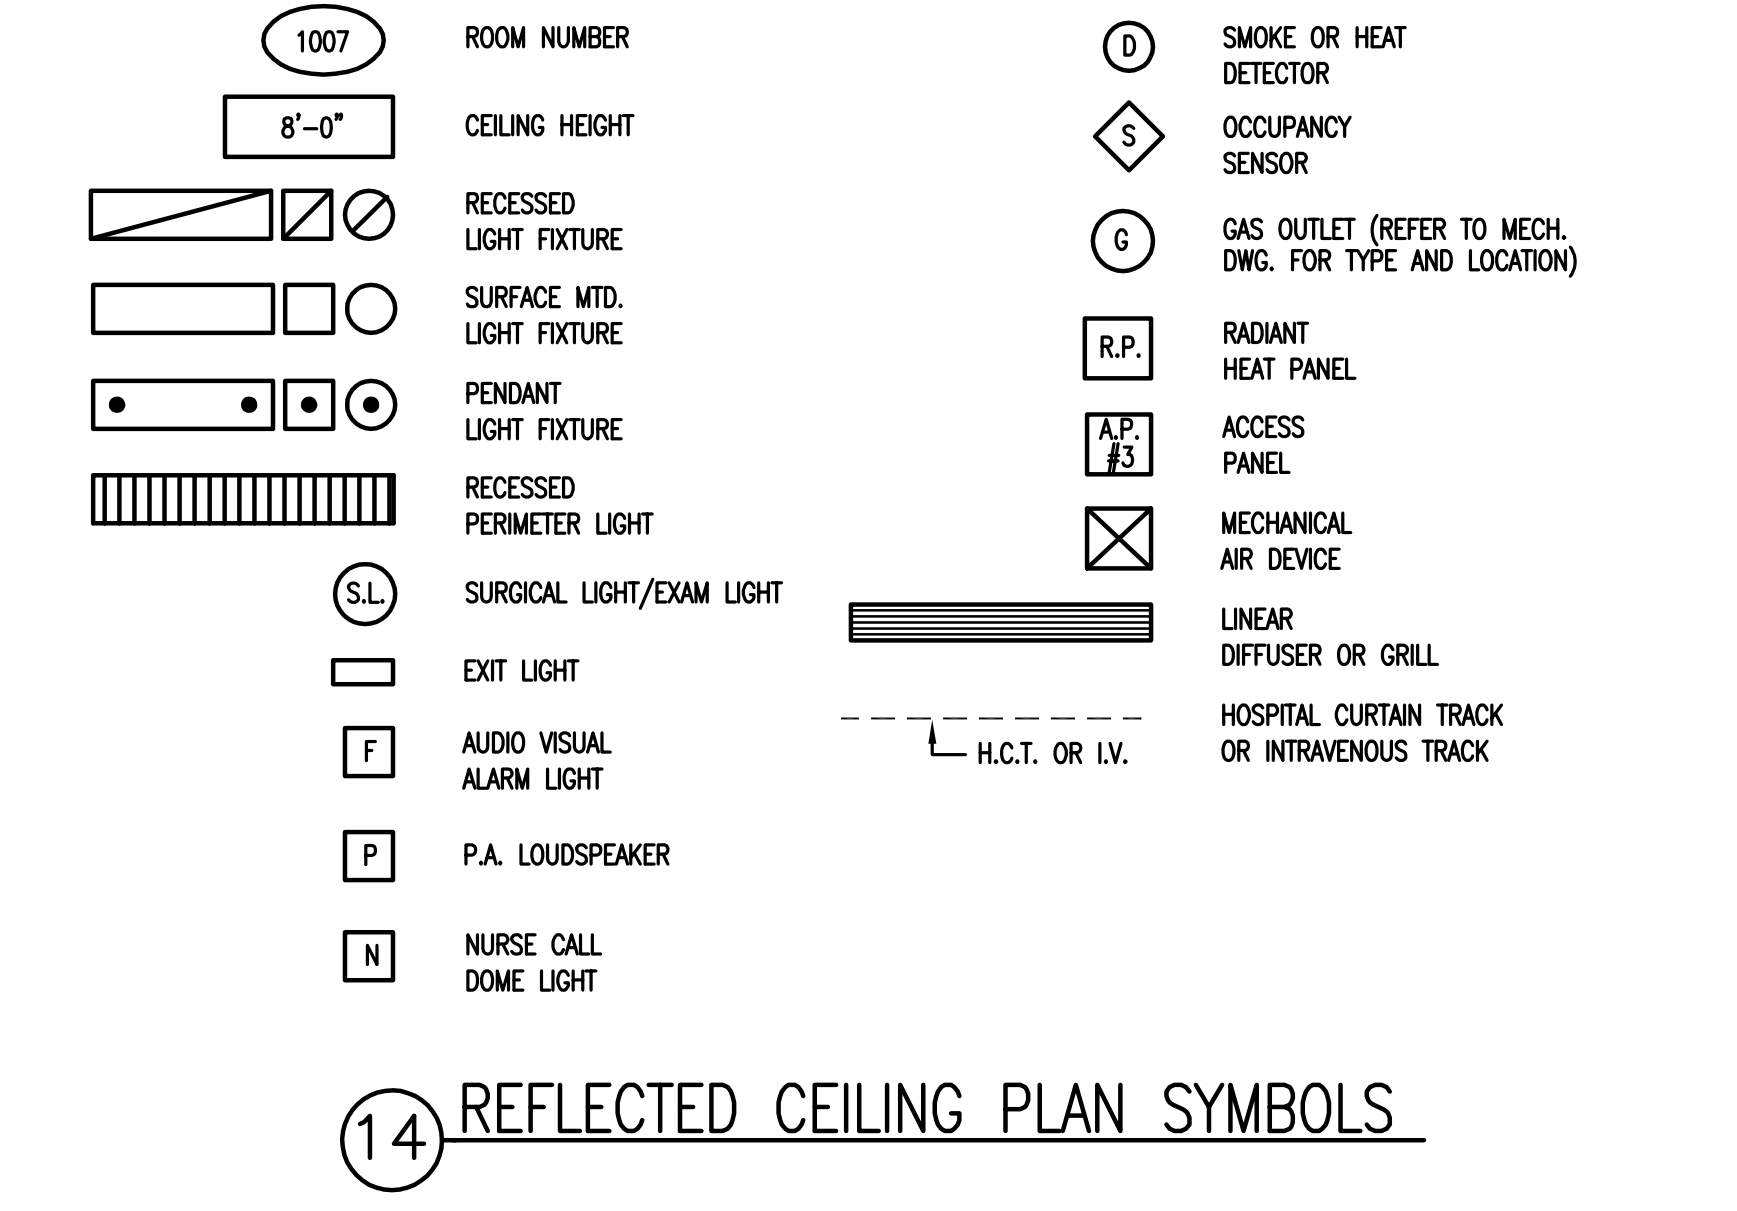 1007
ROOM NUMBER
8'-0"
CEILING HEIGHT
RECESSED
LIGHT FIXTURE
SURFACE MTD.
LIGHT FIXTURE
PENDANT
LIGHT FIXTURE
RECESSED
PERIMETER LIGHT
S.L.
SURGICAL LIGHT/EXAM LIGHT
EXIT LIGHT
F
AUDIO VISUAL
ALARM LIGHT
P
P.A. LOUDSPEAKER
N
NURSE CALL
DOME LIGHT
D
SMOKE OR HEAT
DETECTOR
S
OCCUPANCY
SENSOR
G
GAS OUTLET (REFER TO MECH.
DWG. FOR TYPE AND LOCATION)
R.P.
RADIANT
HEAT PANEL
A.P.
#3
ACCESS
PANEL
MECHANICAL
AIR DEVICE
LINEAR
DIFFUSER OR GRILL
H.C.T. OR I.V.
HOSPITAL CURTAIN TRACK
OR INTRAVENOUS TRACK
14
REFLECTED CEILING PLAN SYMBOLS